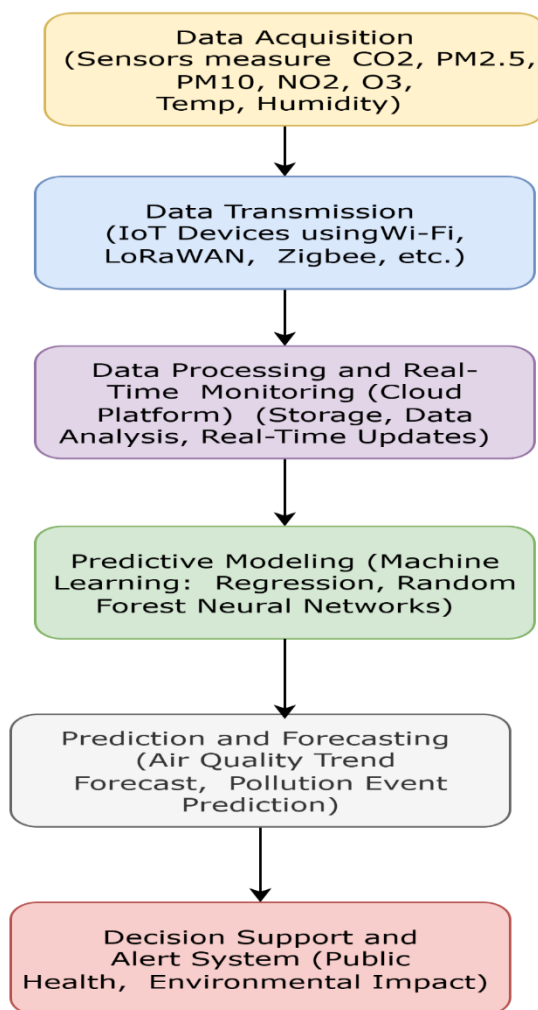 Data Acquisition
(Sensors measure CO2, PM2.5,
PM10, NO2, O3,
Temp, Humidity)
Data Transmission
(IoT Devices usingWi-Fi,
LoRaWAN, Zigbee, etc.)
Data Processing and Real-
Time Monitoring (Cloud
Platform) (Storage, Data
Analysis, Real-Time Updates)
Predictive Modeling (Machine
Learning: Regression, Random
Forest Neural Networks)
Prediction and Forecasting
(Air Quality Trend
Forecast, Pollution Event
Prediction)
Decision Support and
Alert System (Public
Health, Environmental Impact)